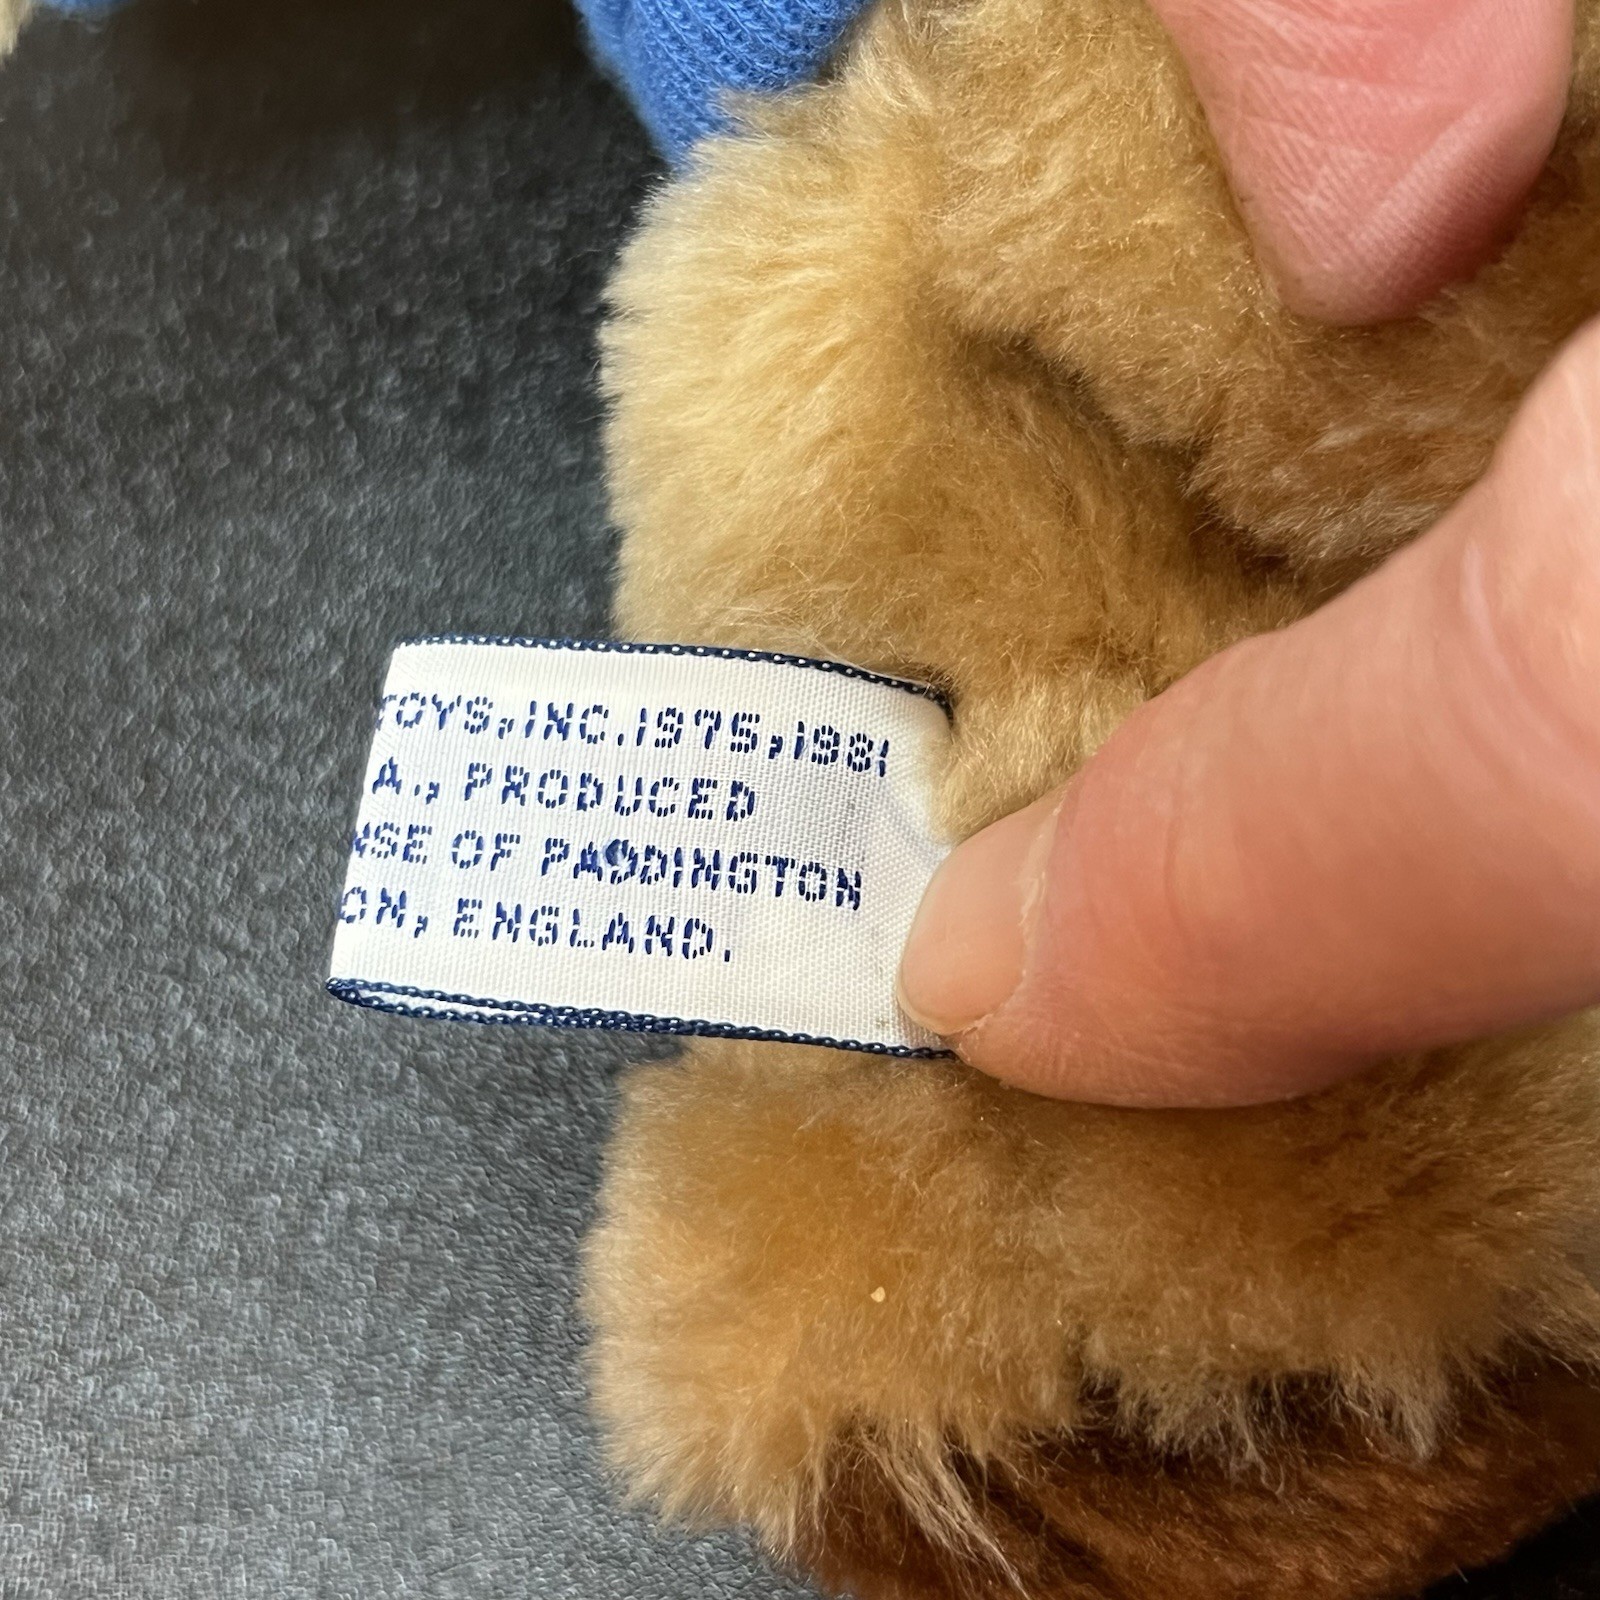 TOYS, INC. 1975, 1981
A., PRODUCED
NSE OF PADDINGTON
ON, ENGLAND.